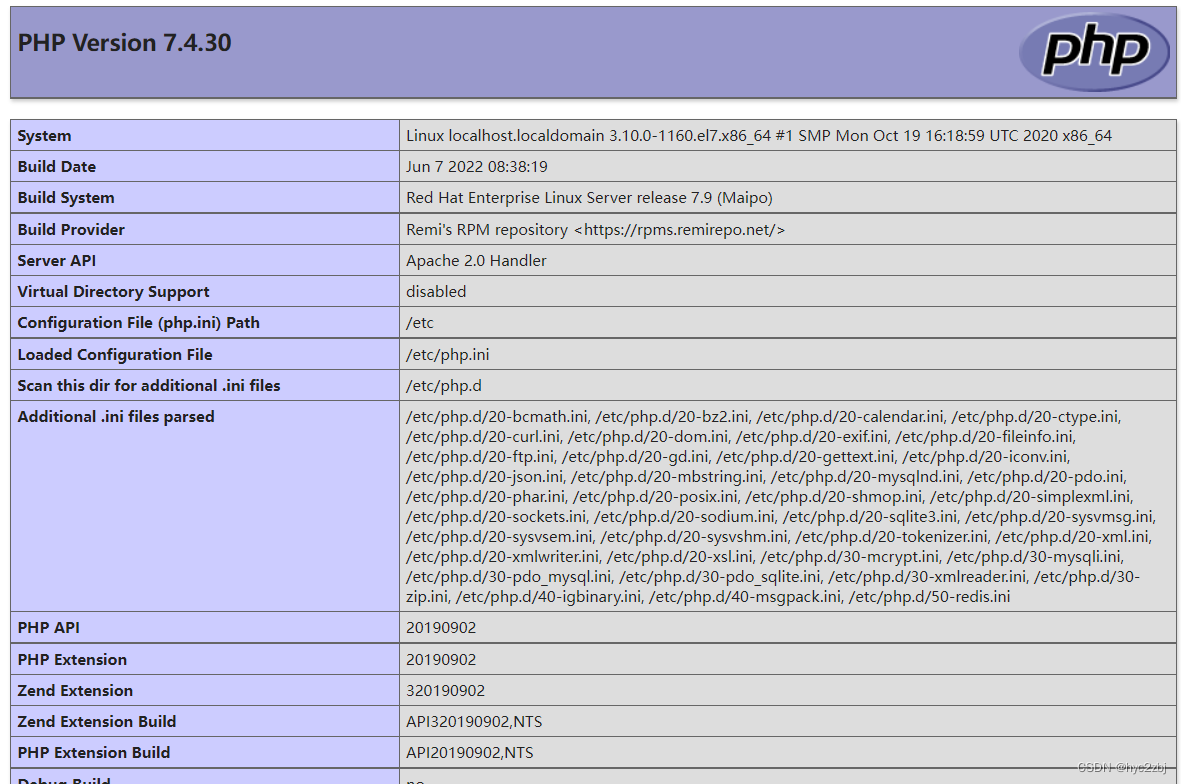 PHP Version 7.4.30
php
System Linux localhost.localdomain 3.10.0-1160.el7.x86_64 #1 SMP Mon Oct 19 16:18:59 UTC 2020 x86_64
Build Date Jun 7 2022 08:38:19
Build System Red Hat Enterprise Linux Server release 7.9 (Maipo)
Build Provider Remi's RPM repository <https://rpms.remirepo.net/>
Server API Apache 2.0 Handler
Virtual Directory Support disabled
Configuration File (php.ini) Path /etc
Loaded Configuration File /etc/php.ini
Scan this dir for additional .ini files /etc/php.d
Additional .ini files parsed /etc/php.d/20-bcmath.ini, /etc/php.d/20-bz2.ini, /etc/php.d/20-calendar.ini, /etc/php.d/20-ctype.ini,
/etc/php.d/20-curl.ini, /etc/php.d/20-dom.ini, /etc/php.d/20-exif.ini, /etc/php.d/20-fileinfo.ini,
/etc/php.d/20-ftp.ini, /etc/php.d/20-gd.ini, /etc/php.d/20-gettext.ini, /etc/php.d/20-iconv.ini,
/etc/php.d/20-json.ini, /etc/php.d/20-mbstring.ini, /etc/php.d/20-mysqlnd.ini, /etc/php.d/20-pdo.ini,
/etc/php.d/20-phar.ini, /etc/php.d/20-posix.ini, /etc/php.d/20-shmop.ini, /etc/php.d/20-simplexml.ini,
/etc/php.d/20-sockets.ini, /etc/php.d/20-sodium.ini, /etc/php.d/20-sqlite3.ini, /etc/php.d/20-sysvmsg.ini,
/etc/php.d/20-sysvsem.ini, /etc/php.d/20-sysvshm.ini, /etc/php.d/20-tokenizer.ini, /etc/php.d/20-xml.ini,
/etc/php.d/20-xmlwriter.ini, /etc/php.d/20-xsl.ini, /etc/php.d/30-mcrypt.ini, /etc/php.d/30-mysqli.ini,
/etc/php.d/30-pdo_mysql.ini, /etc/php.d/30-pdo_sqlite.ini, /etc/php.d/30-xmlreader.ini, /etc/php.d/30-
zip.ini, /etc/php.d/40-igbinary.ini, /etc/php.d/40-msgpack.ini, /etc/php.d/50-redis.ini
PHP API 20190902
PHP Extension 20190902
Zend Extension 320190902
Zend Extension Build API320190902,NTS
PHP Extension Build API20190902,NTS
Debug Build no
CSDN @hyc2zbj